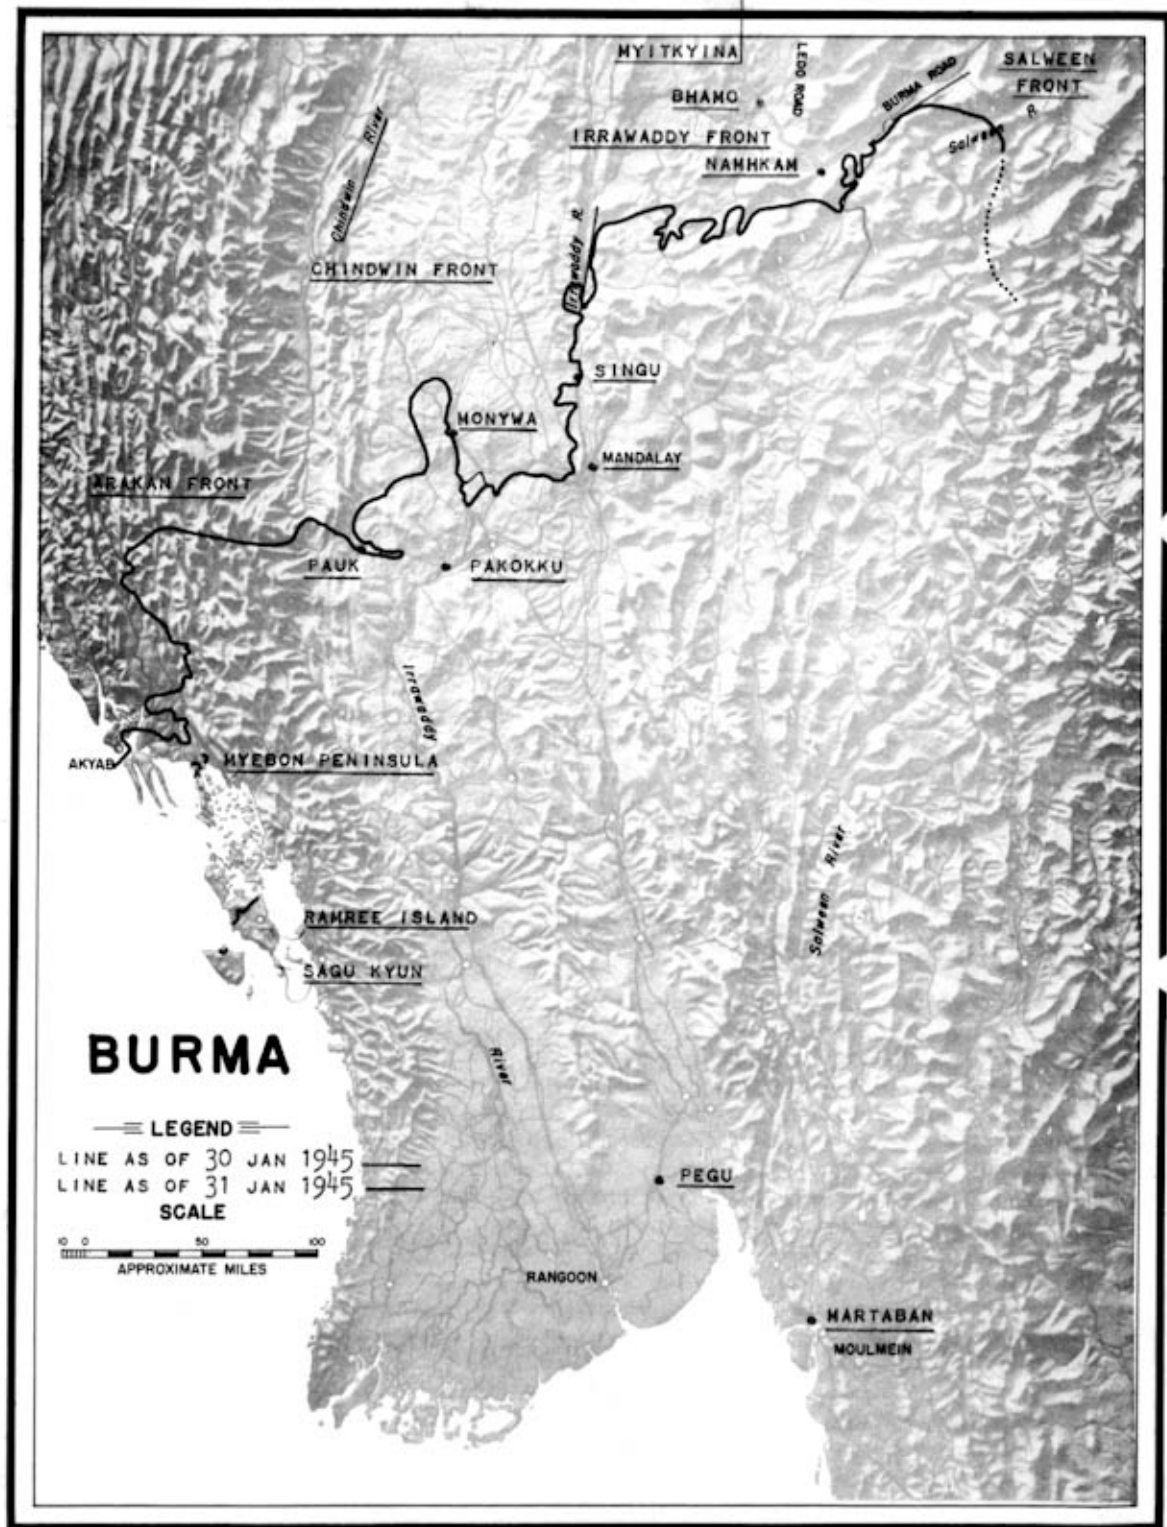 MYITKYINA
LEDO ROAD
BURMA ROAD
SALWEEN
FRONT
BHAMO
IRRAWADDY FRONT
Salween R.
NAMHKAM
Chindwin River
Irrawaddy R.
CHINDWIN FRONT
SINGU
MONYWA
MANDALAY
ARAKAN FRONT
PAUK
PAKOKKU
Irrawaddy
AKYAB
MYEBON PENINSULA
Salween River
RAMREE ISLAND
SAGU KYUN
River
BURMA
LEGEND
LINE AS OF 30 JAN 1945
LINE AS OF 31 JAN 1945
SCALE
10 0 50 100
APPROXIMATE MILES
PEGU
RANGOON
MARTABAN
MOULMEIN